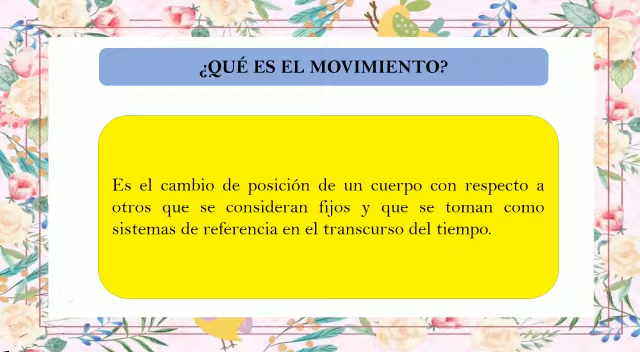 ¿QUÉ ES EL MOVIMIENTO?
Es el cambio de posición de un cuerpo con respecto a
otros que se consideran fijos y que se toman como
sistemas de referencia en el transcurso del tiempo.